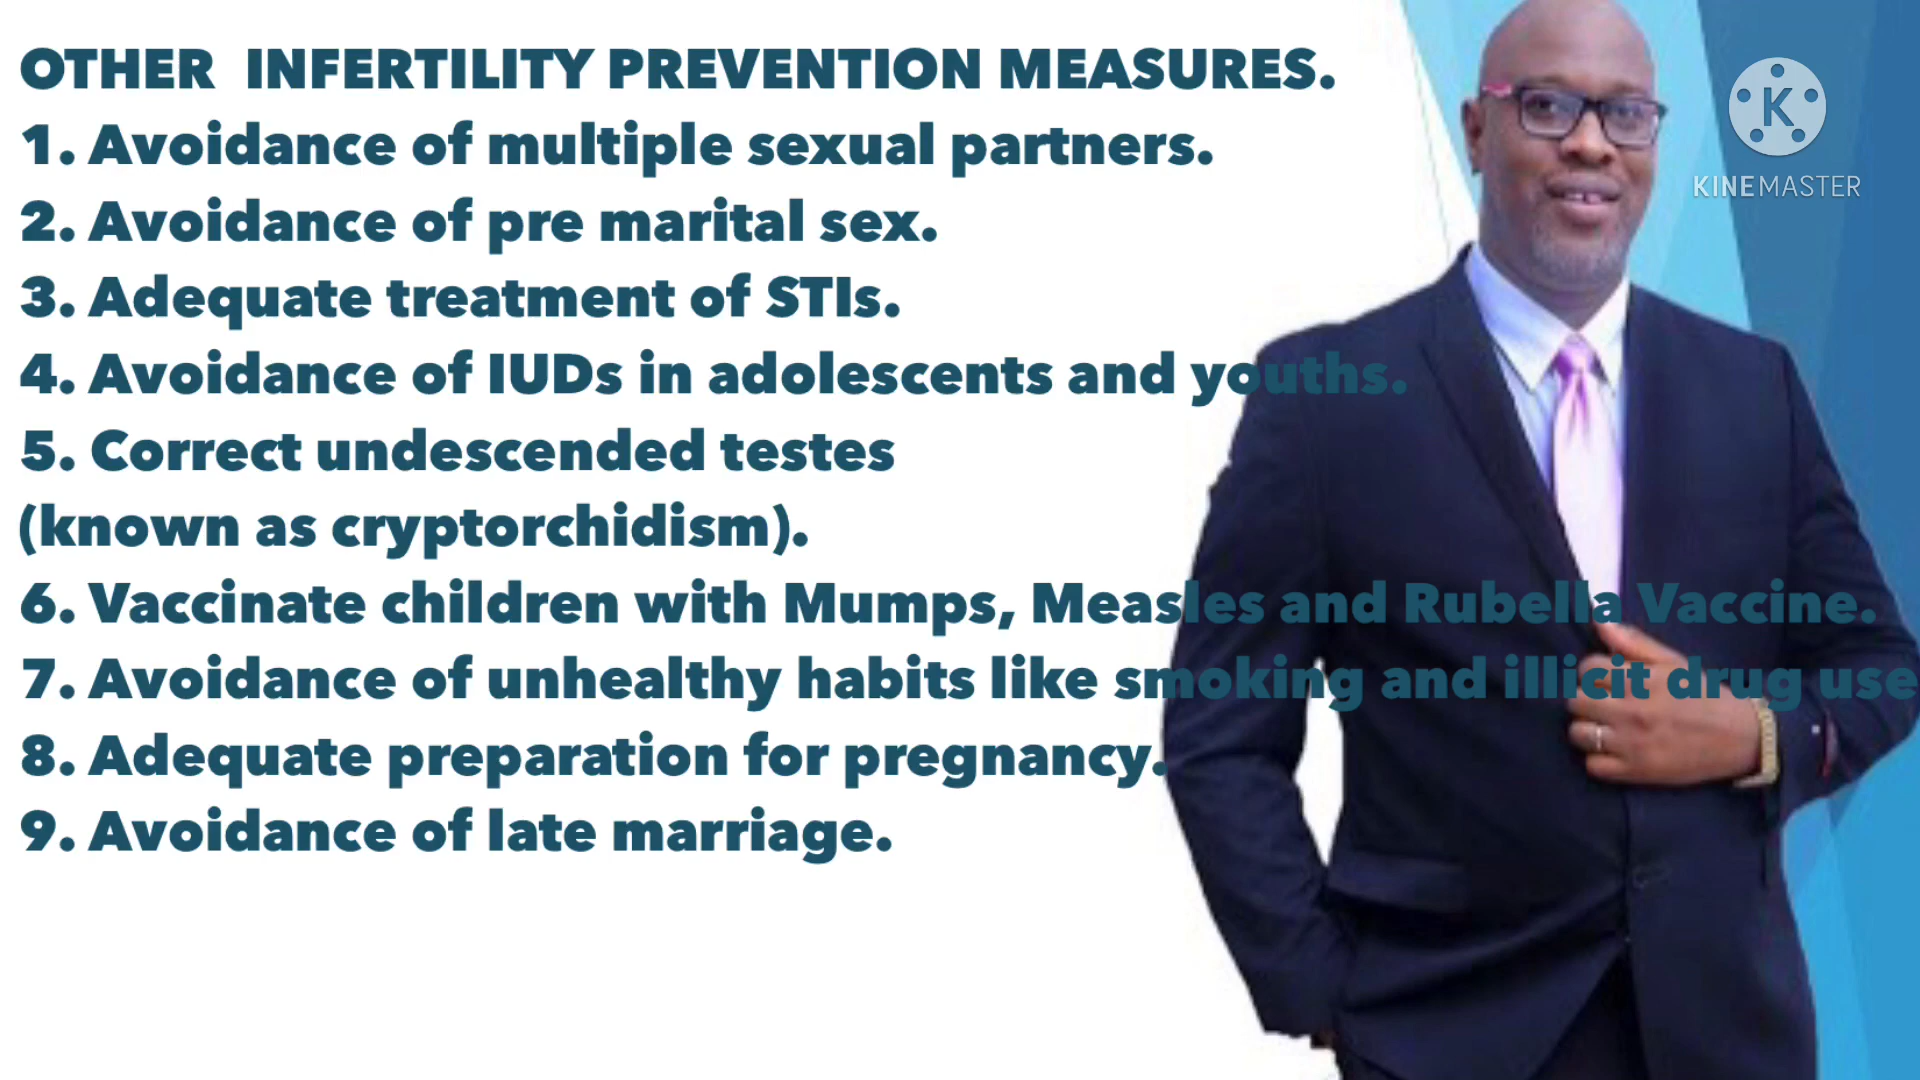 OTHER  INFERTILITY PREVENTION MEASURES.
1. Avoidance of multiple sexual partners.
2. Avoidance of pre marital sex.
3. Adequate treatment of STIs.
4. Avoidance of IUDs in adolescents and youths.
5. Correct undescended testes
(known as cryptorchidism).
6. Vaccinate children with Mumps, Measles and Rubella Vaccine.
7. Avoidance of unhealthy habits like smoking and illicit drug use
8. Adequate preparation for pregnancy.
9. Avoidance of late marriage.
K
KINEMASTER